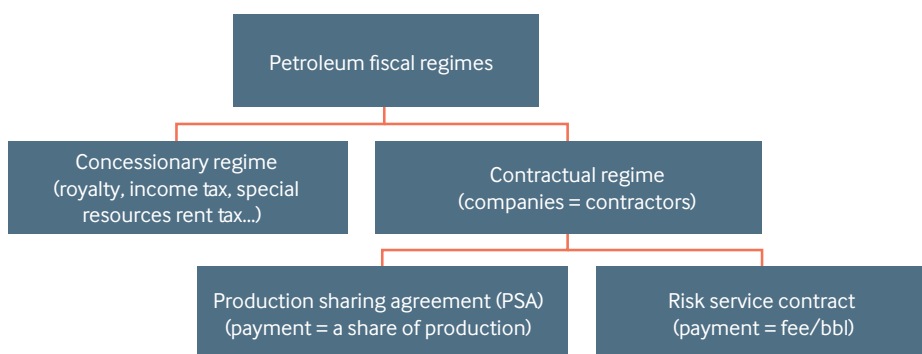 Petroleum fiscal regimes
Concessionary regime
(royalty, income tax, special
resources rent tax...)
Contractual regime
(companies = contractors)
Production sharing agreement (PSA)
(payment = a share of production)
Risk service contract
(payment = fee/bbl)